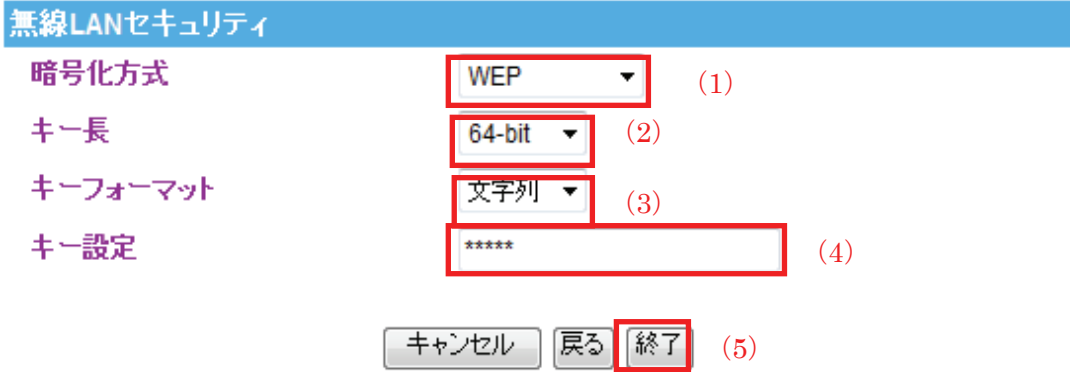 無線LANセキュリティ
暗号化方式 WEP (1)
キー長 64-bit (2)
キーフォーマット 文字列 (3)
キー設定 ***** (4)
キャンセル 戻る 終了 (5)